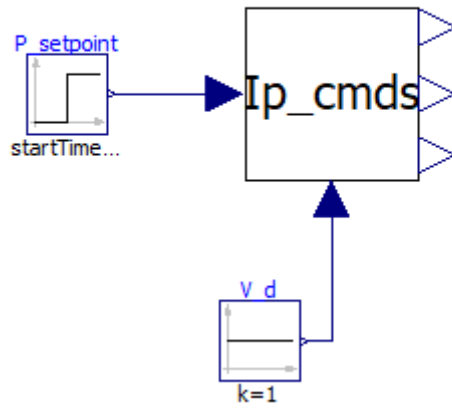 P_setpoint
Ip_cmds
startTime...
V_d
k=1